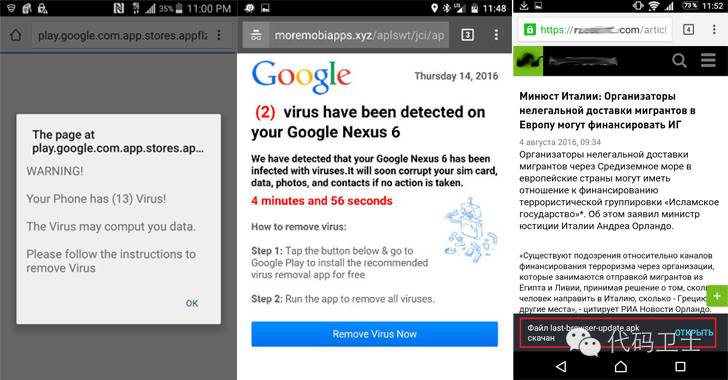 35% 11:00 PM
play.google.com.app.stores.appflz
The page at
play.google.com.app.stores.ap...
WARNING!
Your Phone has (13) Virus!
The Virus may comput you data.
Please follow the instructions to
remove Virus
OK
11:48
moremobiapps.xyz/aplswt/jci/ap
3
Google
Thursday 14, 2016
(2) virus have been detected on
your Google Nexus 6
We have detected that your Google Nexus 6 has been
infected with viruses.It will soon corrupt your sim card,
data, photos, and contacts if no action is taken.
4 minutes and 56 seconds
How to remove virus:
Step 1: Tap the button below & go to
Google Play to install the recommended
virus removal app for free
Step 2: Run the app to remove all viruses.
Remove Virus Now
73% 11:52
https://r .com/articl
3
Минюст Италии: Организаторы
нелегальной доставки мигрантов в
Европу могут финансировать ИГ
4 августа 2016, 09:34
Организаторы нелегальной доставки
мигрантов через Средиземное море в
европейские страны могут иметь
отношение к финансированию
террористической группировки «Исламское
государство»*. Об этом заявил министр
юстиции Италии Андреа Орландо.
«Существуют подозрения относительно каналов
финансирования терроризма через организации,
которые занимаются отправкой мигрантов из
Египта и Ливии, принимая решение о том, сколько
человек направить в Италию, сколько - Грецию
другие места», - цитирует РИА Новости Орландо.
+
Файл last-browser-update.apk
скачан
ОТКРЫТЬ
代码卫士